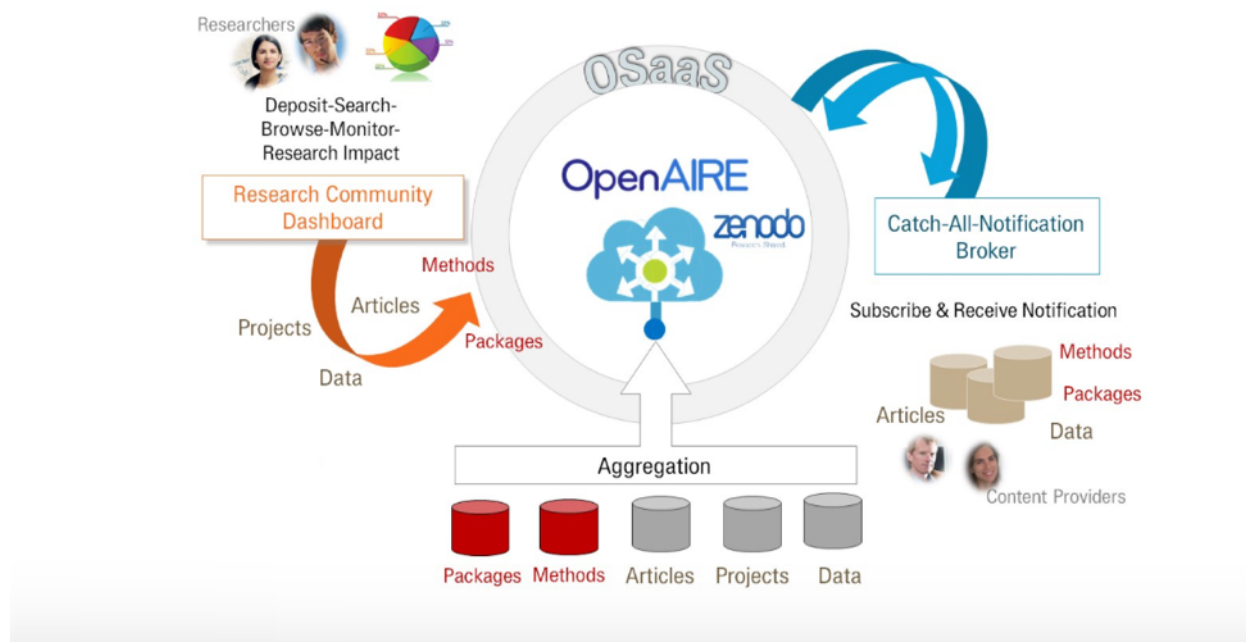 Researchers
Deposit-Search-
Browse-Monitor-
Research Impact
Research Community
Dashboard
Methods
Articles
Projects
Packages
Data
OSaaS
OpenAIRE
zenodo
Catch-All-Notification
Broker
Subscribe & Receive Notification
Methods
Packages
Articles
Data
Content Providers
Aggregation
Packages
Methods
Articles
Projects
Data